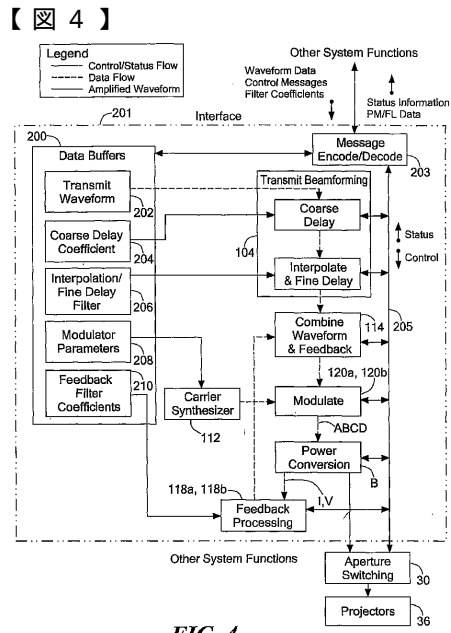 【 図 4 】
Legend
Control/Status Flow
Data Flow
Amplified Waveform
Other System Functions
Waveform Data
Control Messages
Filter Coefficients
Status Information
PM/FL Data
201
Interface
200
Data Buffers
Message
Encode/Decode
203
Transmit
Waveform
202
Transmit Beamforming
Coarse
Delay
104
Coarse Delay
Coefficient
204
Status
Control
Interpolation/
Fine Delay
Filter
206
Interpolate
& Fine Delay
205
Modulator
Parameters
208
Combine
Waveform
& Feedback
114
Feedback
Filter
Coefficients
210
Carrier
Synthesizer
112
120a, 120b
Modulate
ABCD
Power
Conversion
B
118a, 118b
I,V
Feedback
Processing
Other System Functions
Aperture
Switching
30
Projectors
36
FIG. 4